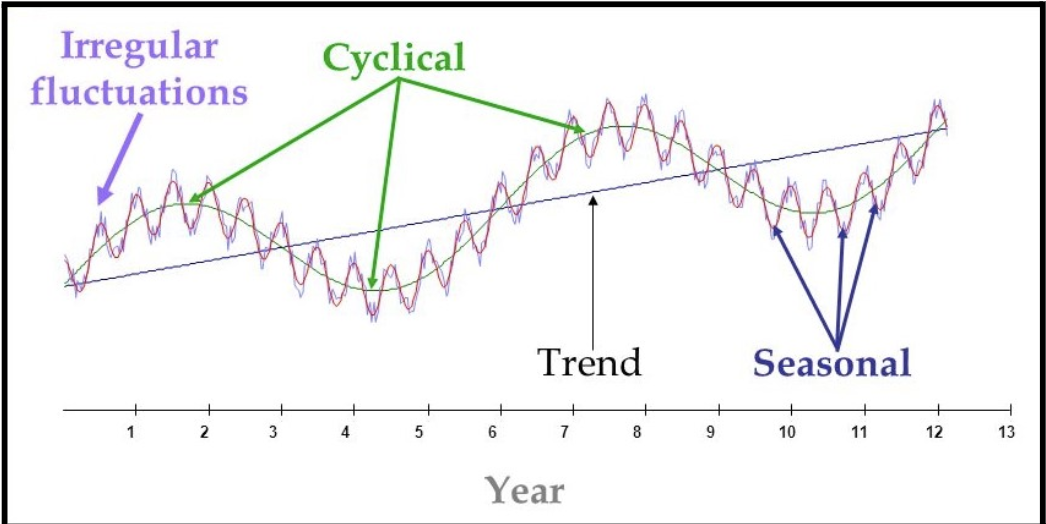 Irregular
fluctuations
Cyclical
Trend
Seasonal
1 2 3 4 5 6 7 8 9 10 11 12 13
Year